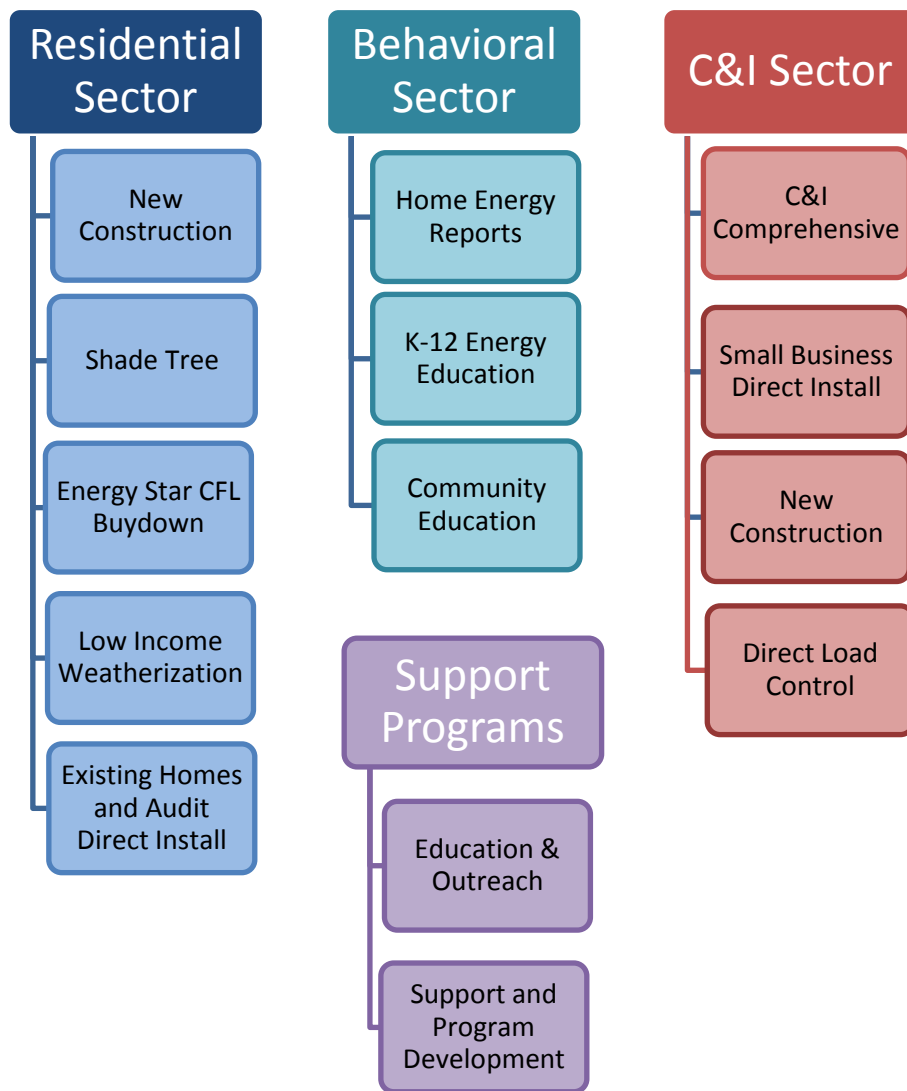 Residential
Sector
New
Construction
Shade Tree
Energy Star CFL
Buydown
Low Income
Weatherization
Existing Homes
and Audit
Direct Install
Behavioral
Sector
Home Energy
Reports
K-12 Energy
Education
Community
Education
Support
Programs
Education &
Outreach
Support and
Program
Development
C&I Sector
C&I
Comprehensive
Small Business
Direct Install
New
Construction
Direct Load
Control